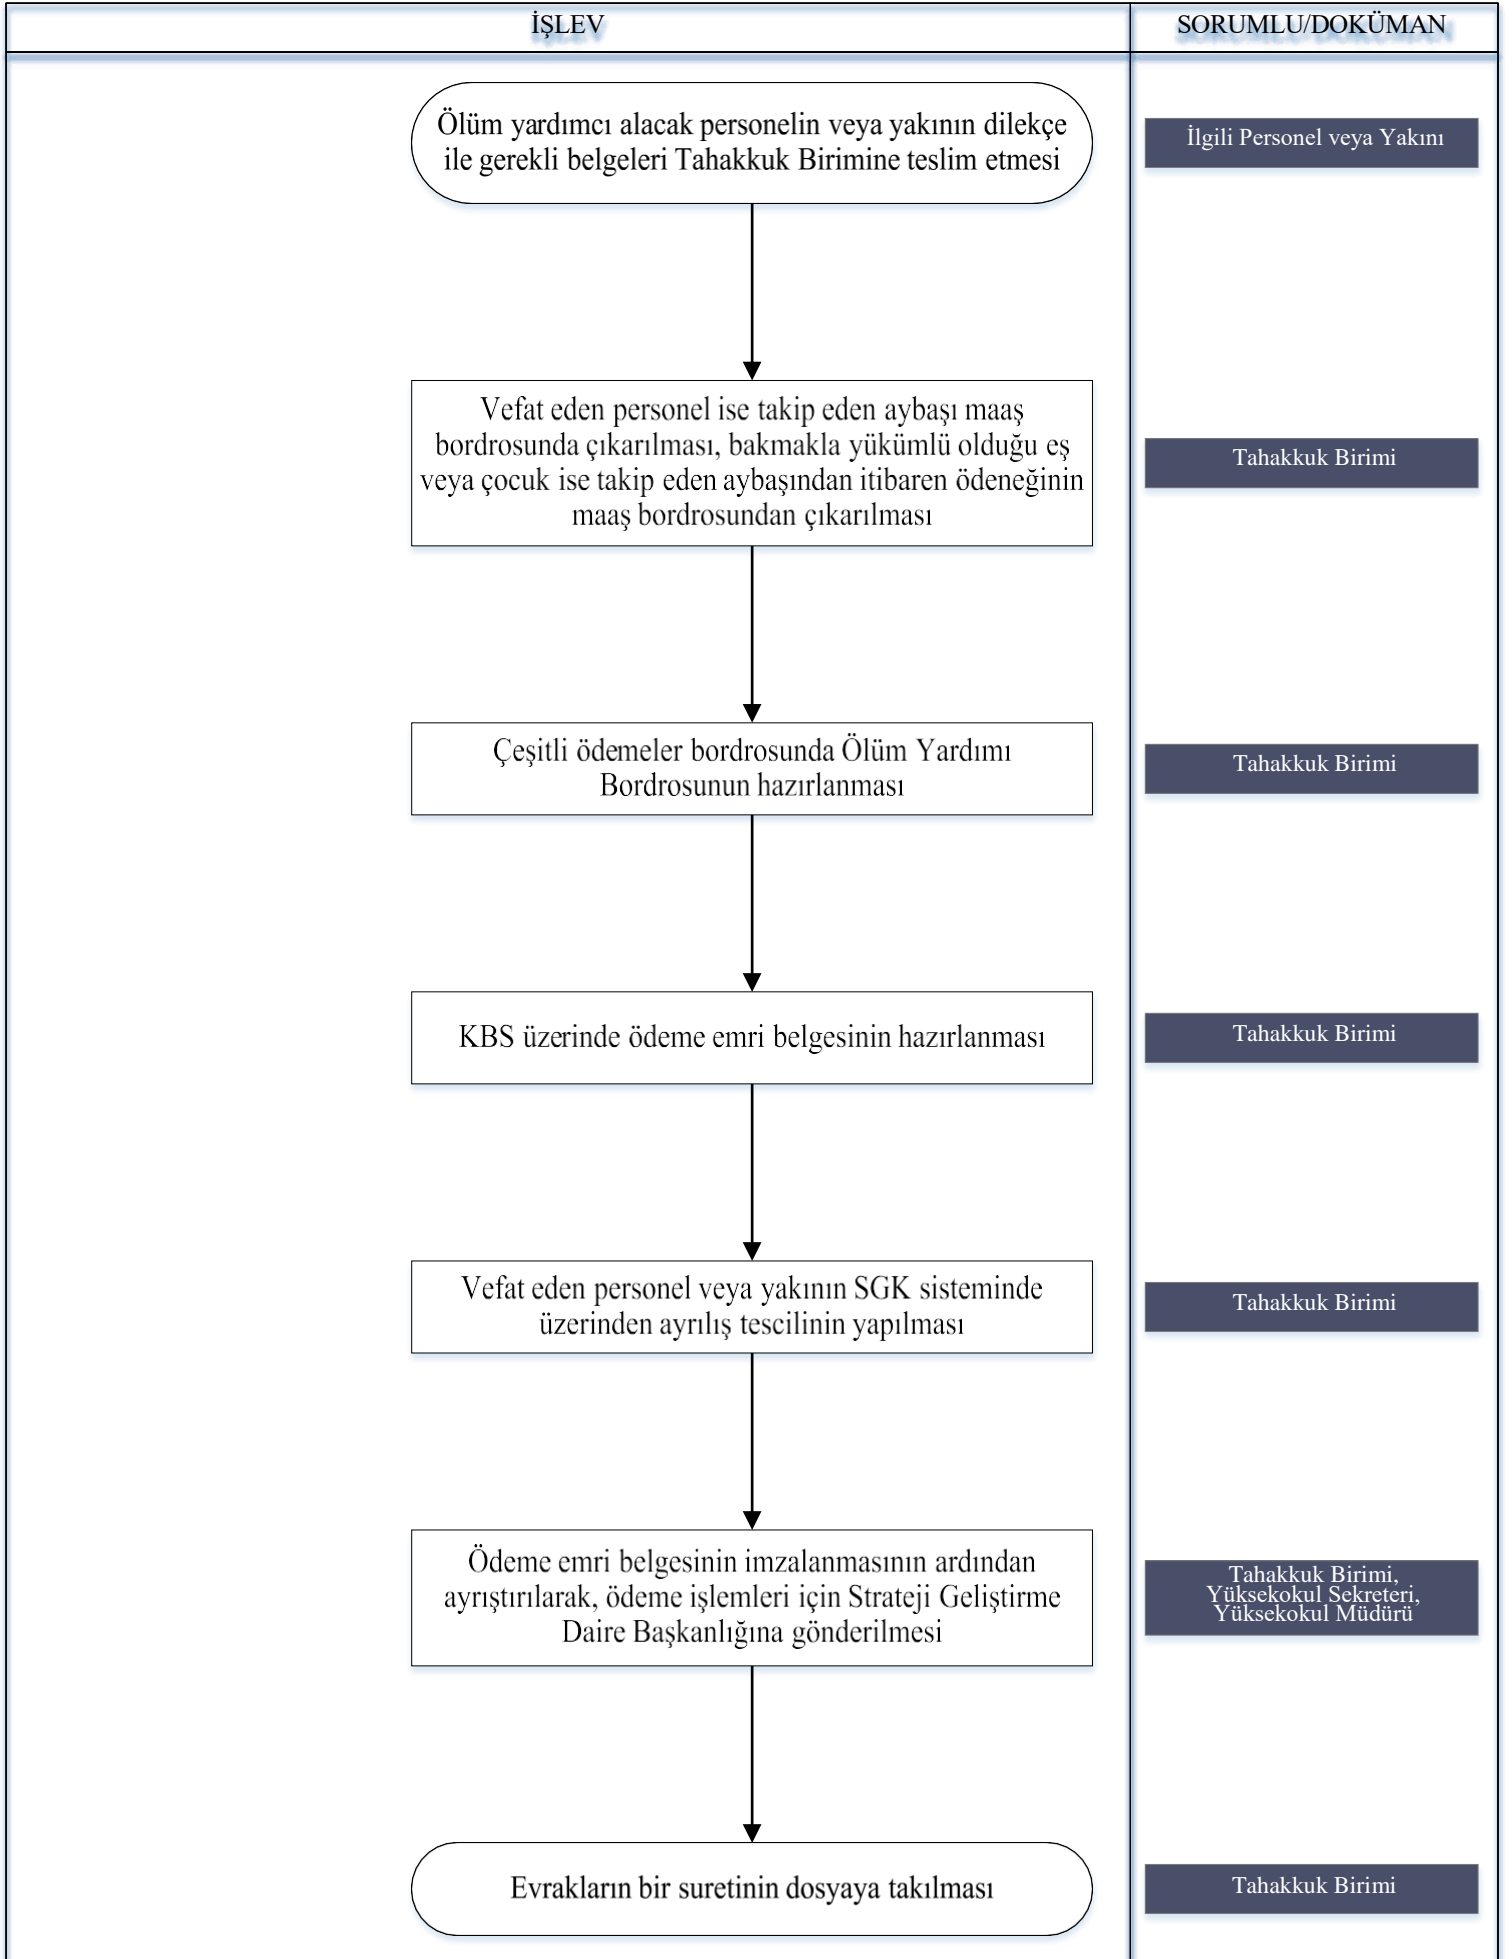 İŞLEV
SORUMLU/DOKÜMAN
Ölüm yardımcı alacak personelin veya yakının dilekçe
ile gerekli belgeleri Tahakkuk Birimine teslim etmesi
İlgili Personel veya Yakını
Vefat eden personel ise takip eden aybaşı maaş
bordrosunda çıkarılması, bakmakla yükümlü olduğu eş
veya çocuk ise takip eden aybaşından itibaren ödeneğinin
maaş bordrosundan çıkarılması
Tahakkuk Birimi
Çeşitli ödemeler bordrosunda Ölüm Yardımı
Bordrosunun hazırlanması
Tahakkuk Birimi
KBS üzerinde ödeme emri belgesinin hazırlanması
Tahakkuk Birimi
Vefat eden personel veya yakının SGK sisteminde
üzerinden ayrılış tescilinin yapılması
Tahakkuk Birimi
Ödeme emri belgesinin imzalanmasının ardından
ayrıştırılarak, ödeme işlemleri için Strateji Geliştirme
Daire Başkanlığına gönderilmesi
Tahakkuk Birimi,
Yüksekokul Sekreteri,
Yüksekokul Müdürü
Evrakların bir suretinin dosyaya takılması
Tahakkuk Birimi